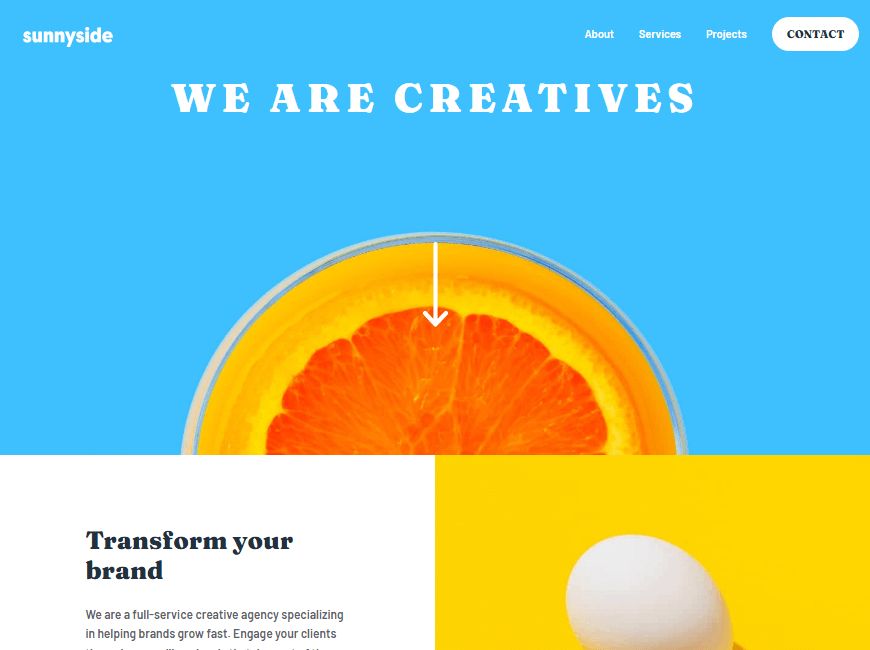 sunnyside
About
Services
Projects
CONTACT
WE ARE CREATIVES
Transform your
brand
We are a full-service creative agency specializing
in helping brands grow fast. Engage your clients